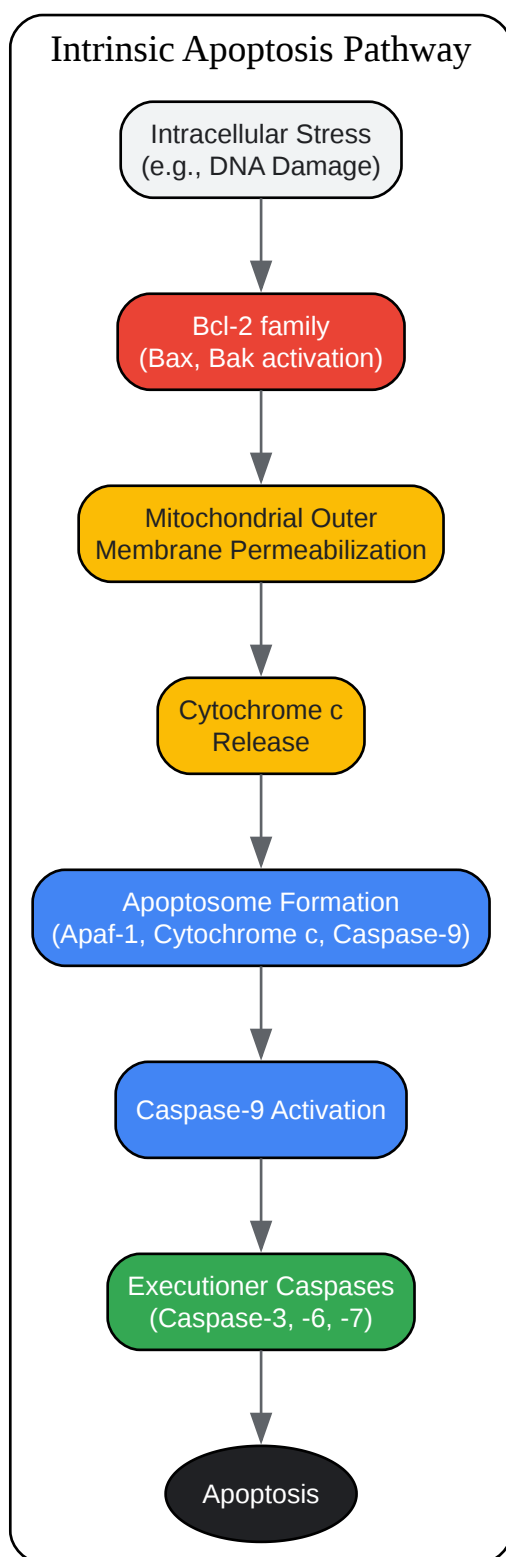 Intrinsic Apoptosis Pathway
Intracellular Stress
(e.g., DNA Damage)
Bcl-2 family
(Bax, Bak activation)
Mitochondrial Outer
Membrane Permeabilization
Cytochrome c
Release
Apoptosome Formation
(Apaf-1, Cytochrome c, Caspase-9)
Caspase-9 Activation
Executioner Caspases
(Caspase-3, -6, -7)
Apoptosis